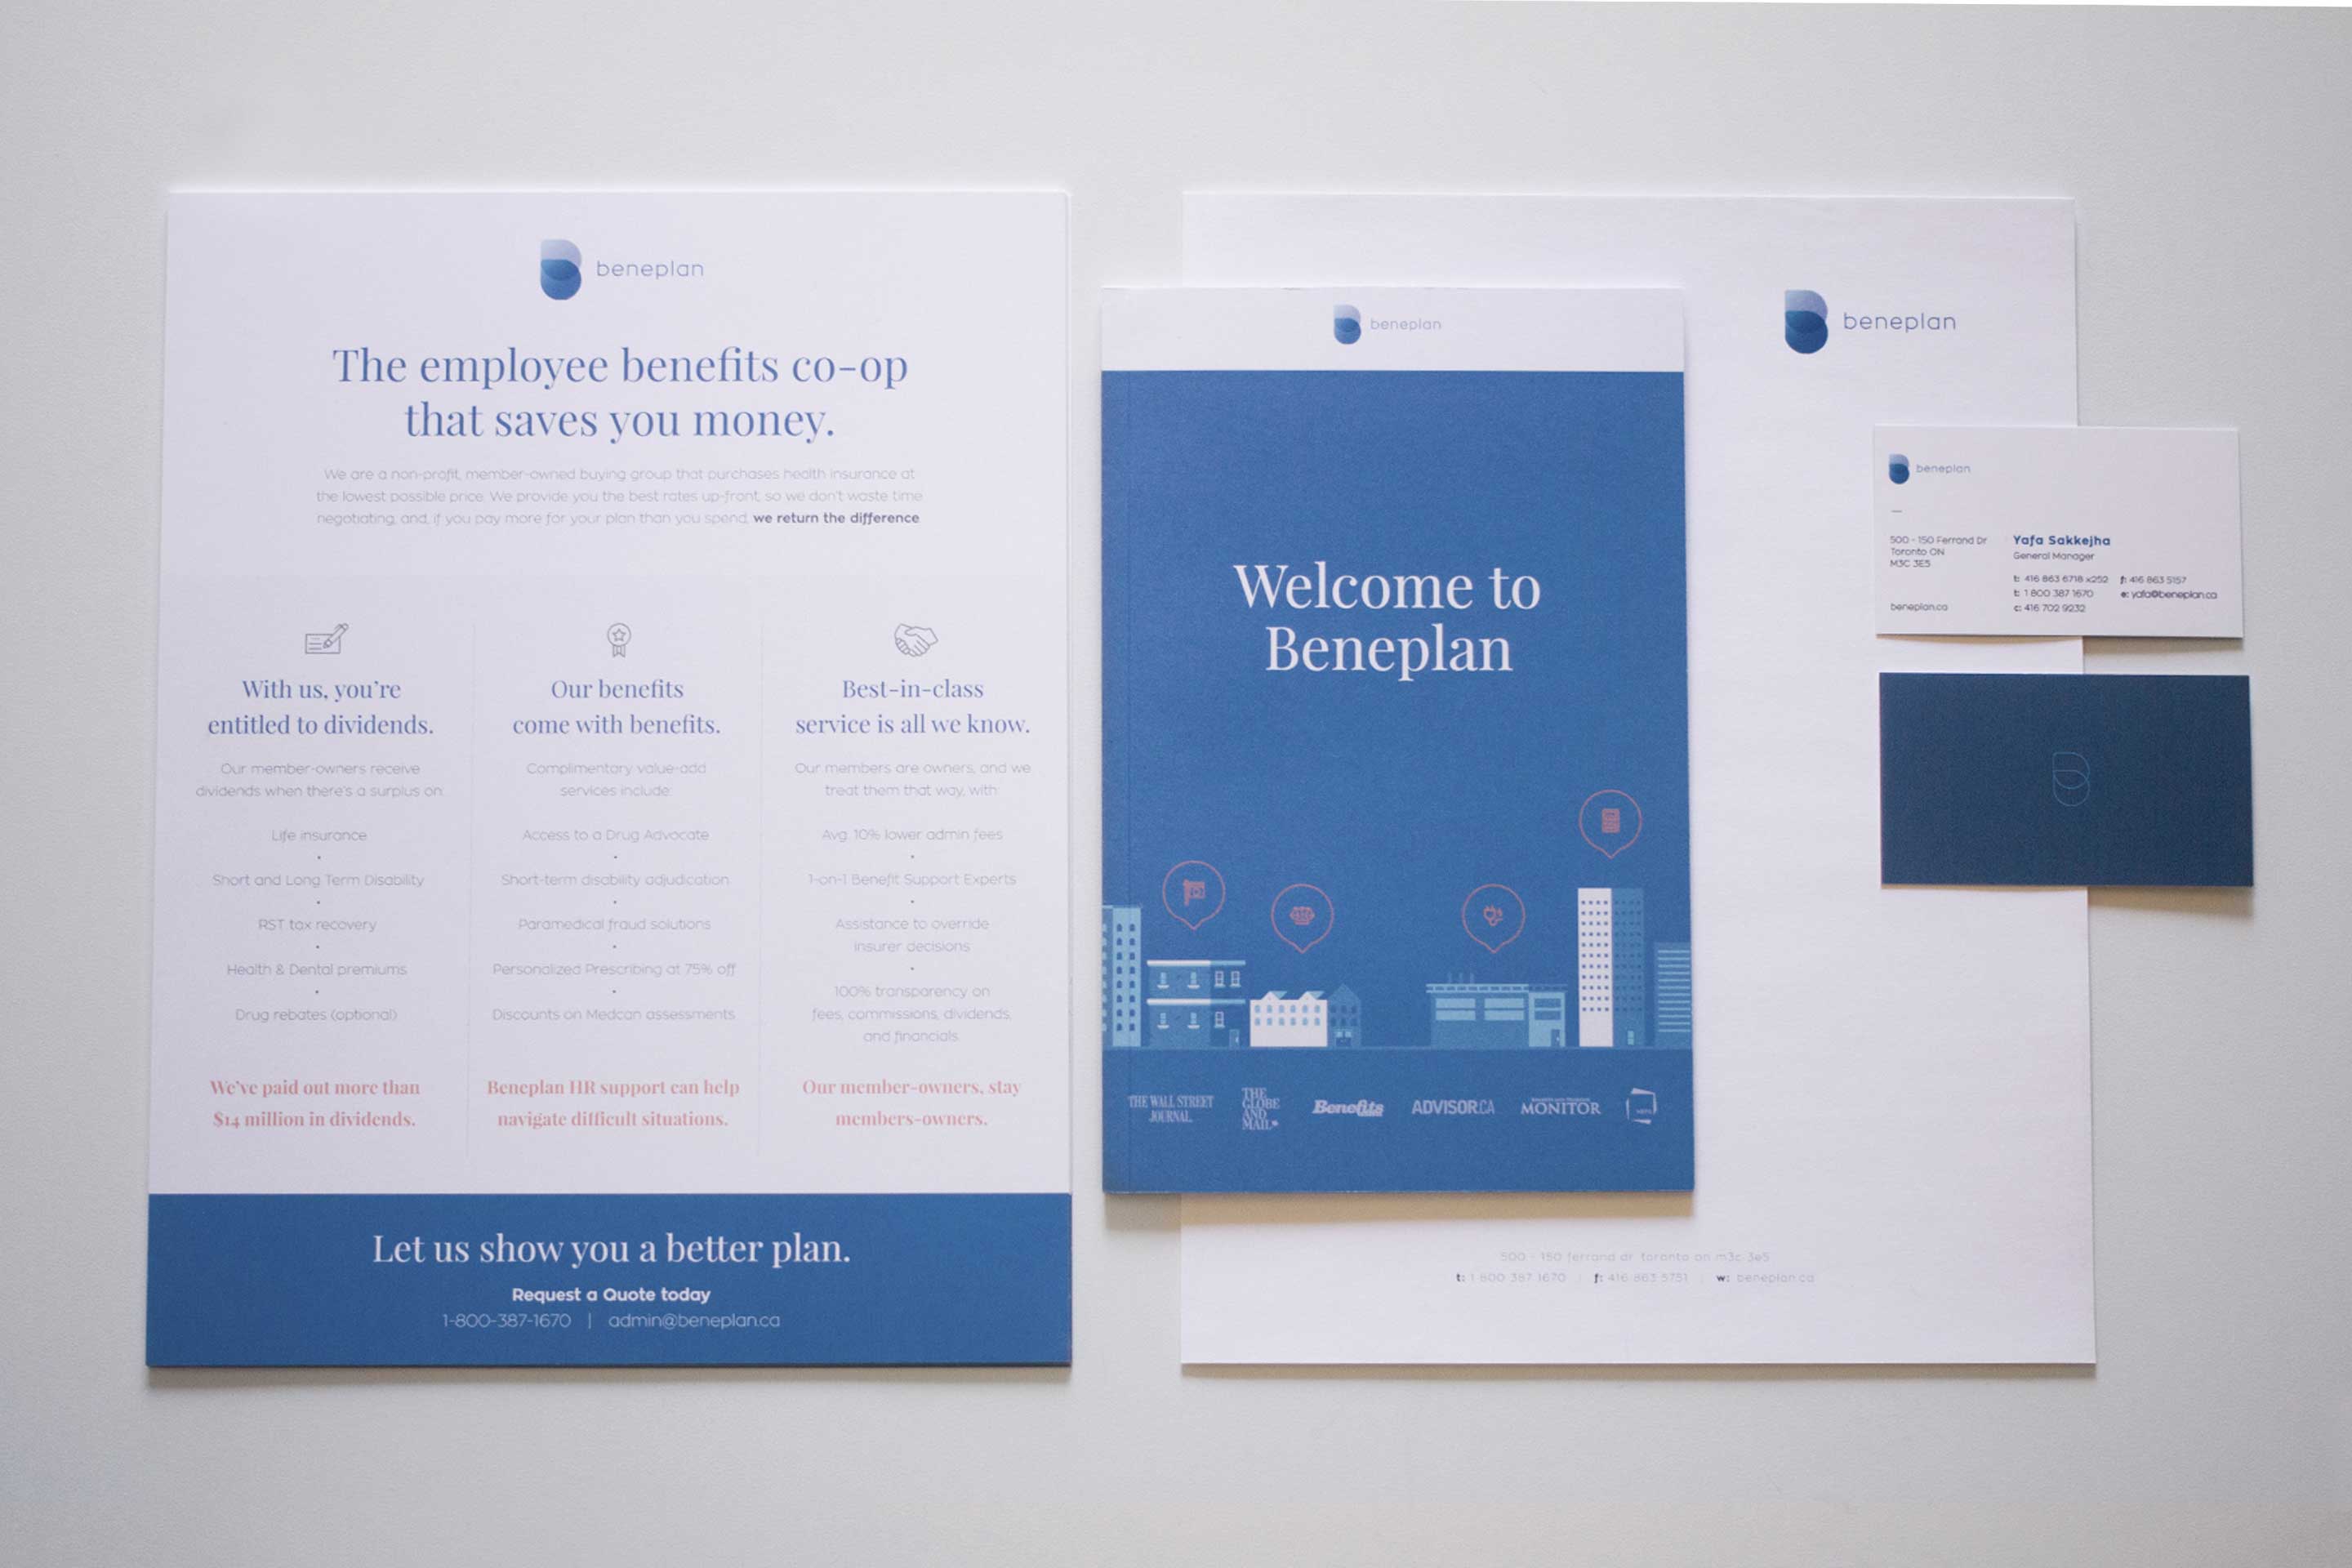 beneplan
The employee benefits co-op
that saves you money.
We are a non-profit, member-owned buying group that purchases health insurance at
the lowest possible price. We provide you the best rates up-front, so we don't waste time
negotiating, and, if you pay more for your plan than you spend, we return the difference.
With us, you're
entitled to dividends.
Our member-owners receive
dividends when there's a surplus on:
Life insurance
Short and Long Term Disability
RST tax recovery
Health & Dental premiums
Drug rebates (optional)
We've paid out more than
$14 million in dividends.
Our benefits
come with benefits.
Complimentary value-add
services include:
Access to a Drug Advocate
Short-term disability adjudication
Paramedical fraud solutions
Personalized Prescribing at 75% off
Discounts on Medcan assessments
Beneplan HR support can help
navigate difficult situations.
Best-in-class
service is all we know.
Our members are owners, and we
treat them that way, with:
Avg. 10% lower admin fees
1-on-1 Benefit Support Experts
Assistance to override
insurer decisions
100% transparency on
fees, commissions, dividends,
and financials.
Our member-owners, stay
members-owners.
Let us show you a better plan.
Request a Quote today
1-800-387-1670 | admin@beneplan.ca
beneplan
Welcome to
Beneplan
THE WALL STREET
JOURNAL.
THE
GLOBE
AND
MAIL*
Benefits
ADVISOR.CA
MONITOR
beneplan
500 - 150 ferrand dr. toronto on m3c 3e5
t: 1 800 387 1670 | f: 416 863 5751 | w: beneplan.ca
beneplan
500 - 150 Ferrand Dr
Toronto ON
M3C 3E5
beneplan.ca
Yafa Sakkejha
General Manager
t: 416 863 6718 x252 f: 416 863 5157
t: 1 800 387 1670 e: yafa@beneplan.ca
c: 416 702 9232